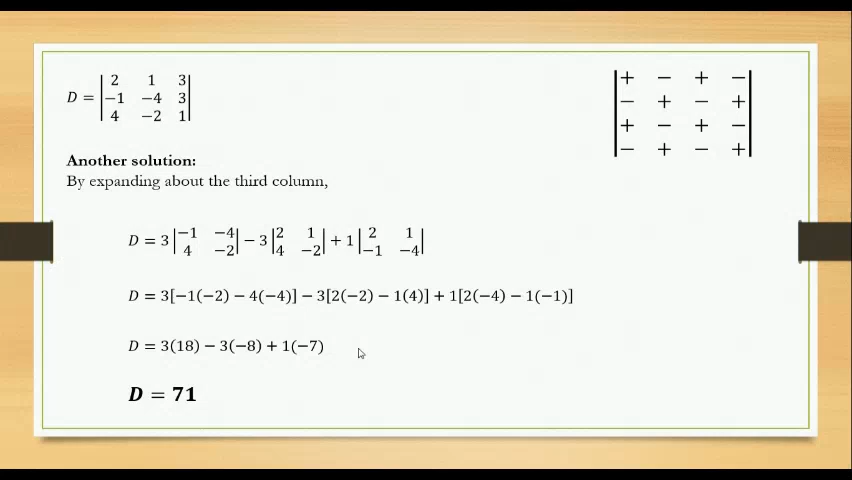 D = | 2 1 3 |
| −1 −4 3 |
| 4 −2 1 |
| + − + − |
| − + − + |
| + − + − |
| − + − + |
Another solution:
By expanding about the third column,
D = 3 | −1 −4 ; 4 −2 | − 3 | 2 1 ; 4 −2 | + 1 | 2 1 ; −1 −4 |
D = 3[−1(−2) − 4(−4)] − 3[2(−2) − 1(4)] + 1[2(−4) − 1(−1)]
D = 3(18) − 3(−8) + 1(−7)
D = 71